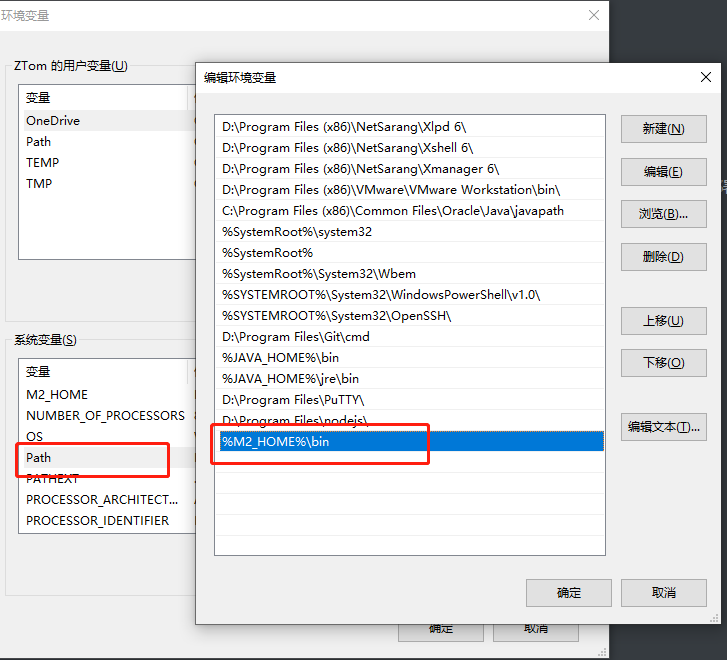 环境变量
ZTom 的用户变量(U)
变量
OneDrive
Path
TEMP
TMP
系统变量(S)
变量
M2_HOME
NUMBER_OF_PROCESSORS
OS
Path
PATHEXT
PROCESSOR_ARCHITECT...
PROCESSOR_IDENTIFIER
确定
取消
编辑环境变量
D:\Program Files (x86)\NetSarang\Xlpd 6\
D:\Program Files (x86)\NetSarang\Xshell 6\
D:\Program Files (x86)\NetSarang\Xmanager 6\
D:\Program Files (x86)\VMware\VMware Workstation\bin\
C:\Program Files (x86)\Common Files\Oracle\Java\javapath
%SystemRoot%\system32
%SystemRoot%
%SystemRoot%\System32\Wbem
%SYSTEMROOT%\System32\WindowsPowerShell\v1.0\
%SYSTEMROOT%\System32\OpenSSH\
D:\Program Files\Git\cmd
%JAVA_HOME%\bin
%JAVA_HOME%\jre\bin
D:\Program Files\PuTTY\
D:\Program Files\nodejs\
%M2_HOME%\bin
新建(N)
编辑(E)
浏览(B)...
删除(D)
上移(U)
下移(O)
编辑文本(T)...
确定
取消